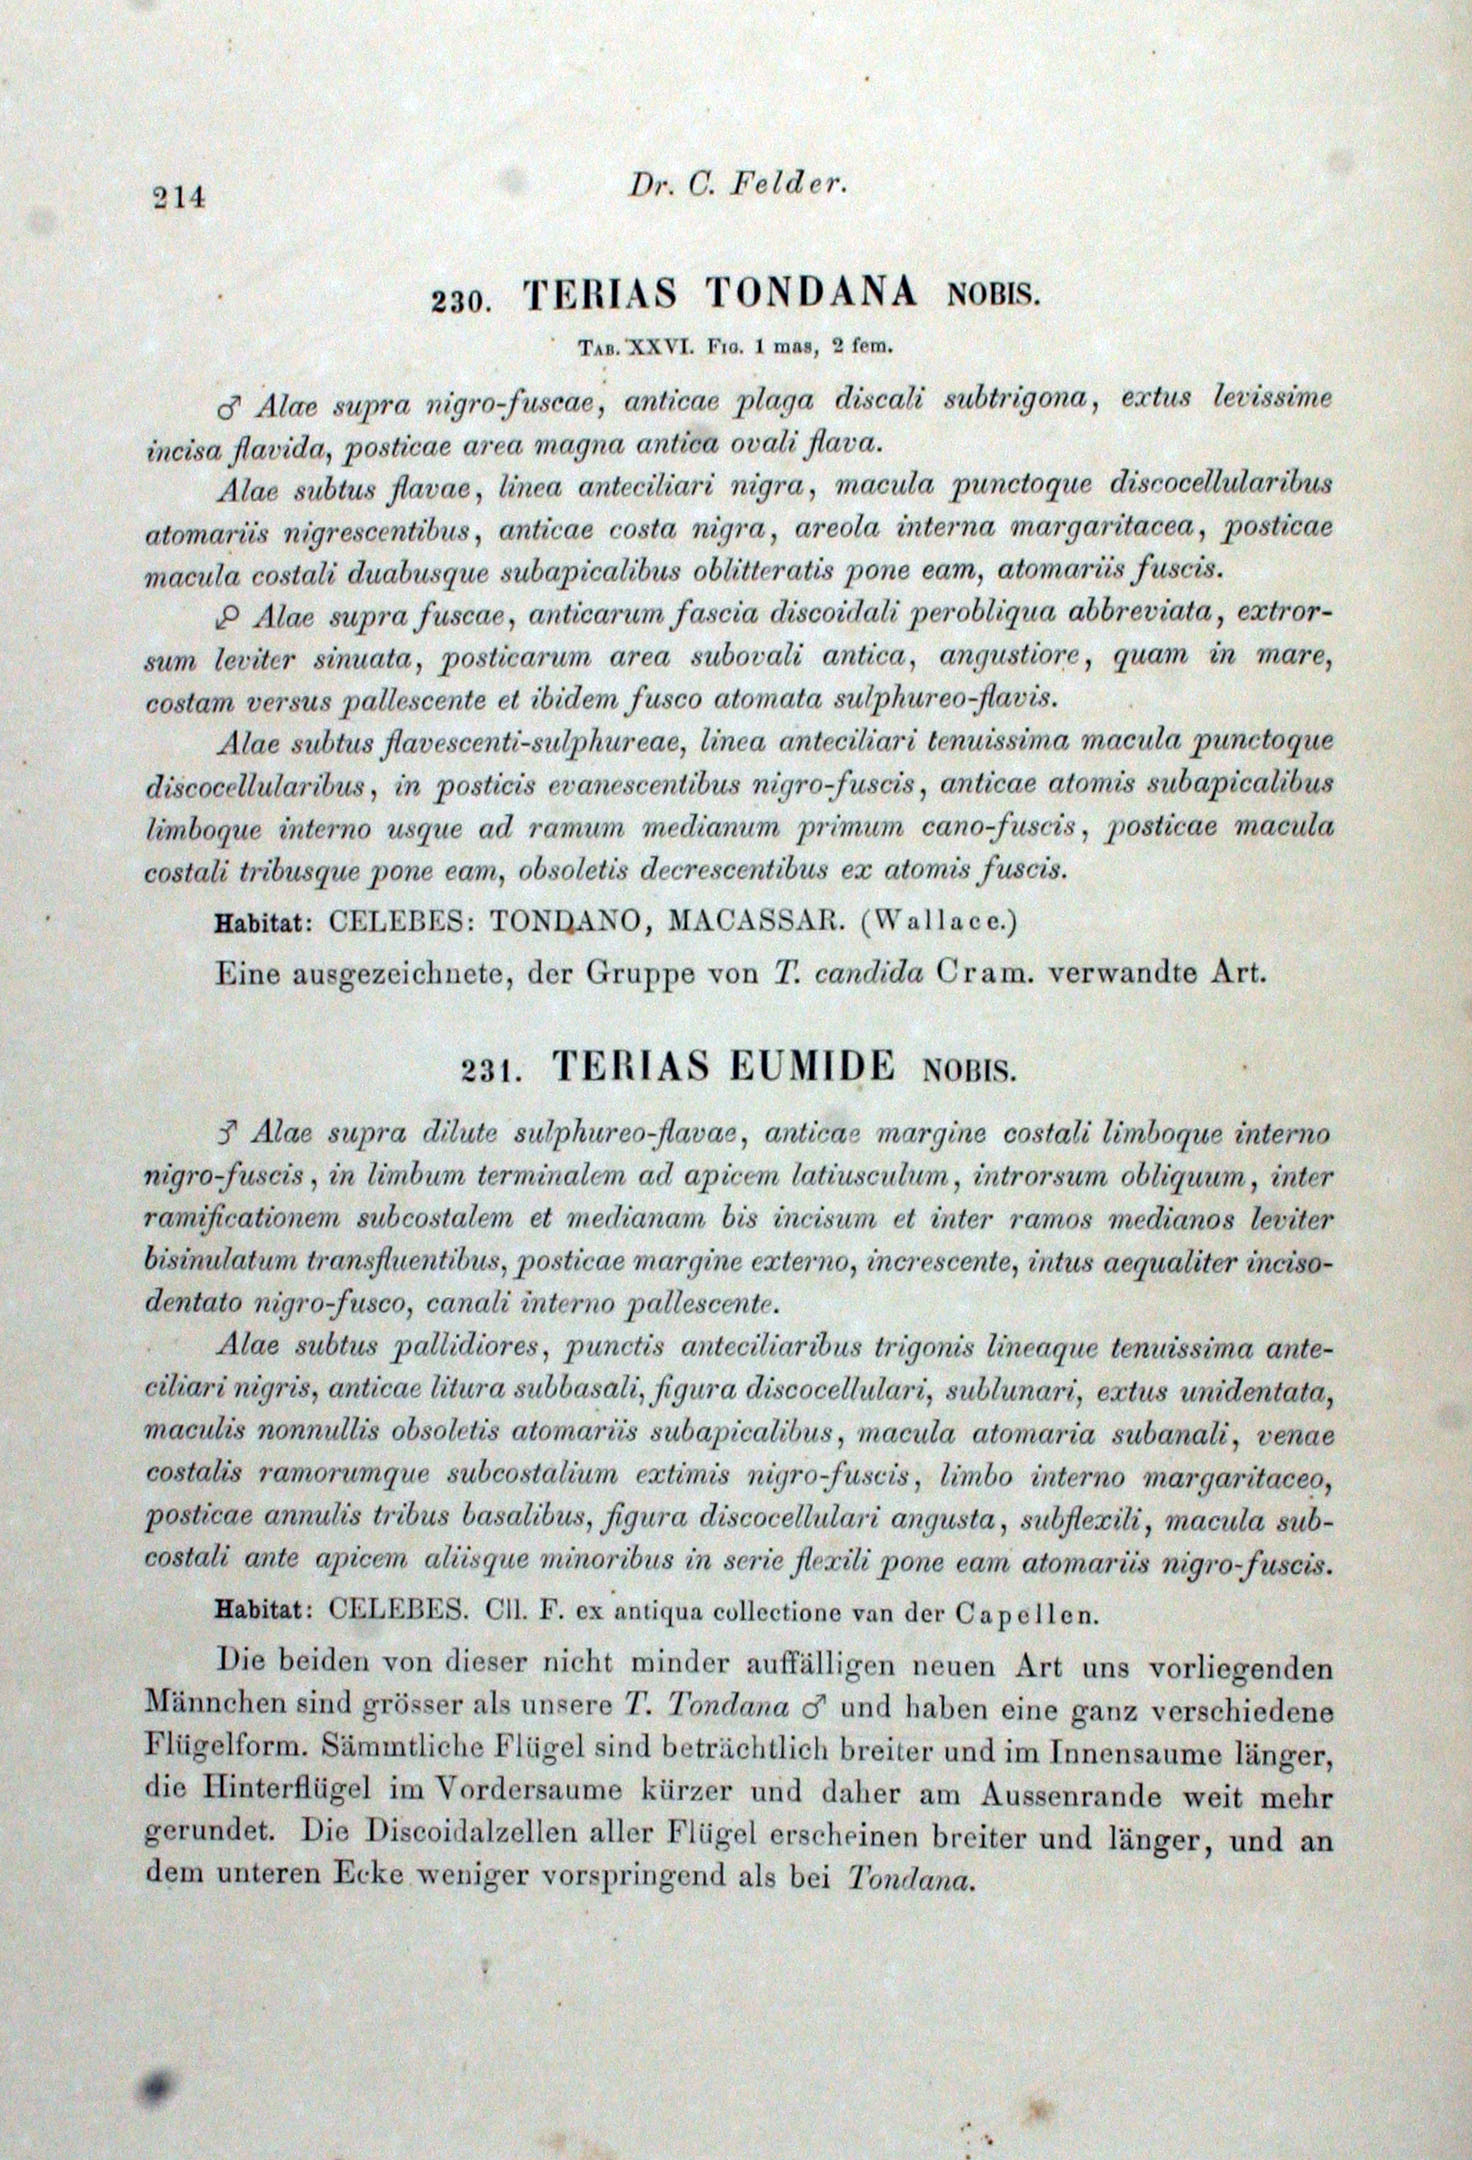 214
Dr. C. Felder.
230. TERIAS TONDANA NOBIS.
TAB. XXVI. FIG. 1 mas, 2 fem.
♂ Alae supra nigro-fuscae, anticae plaga discali subtrigona, extus levissime
incisa flavida, posticae area magna antica ovali flava.
Alae subtus flavae, linea anteciliari nigra, macula punctoque discocellularibus
atomariis nigrescentibus, anticae costa nigra, areola interna margaritacea, posticae
macula costali duabusque subapicalibus oblitteratis pone eam, atomariis fuscis.
♀ Alae supra fuscae, anticarum fascia discoidali perobliqua abbreviata, extror-
sum leviter sinuata, posticarum area subovali antica, angustiore, quam in mare,
costam versus pallescente et ibidem fusco atomata sulphureo-flavis.
Alae subtus flavescenti-sulphureae, linea anteciliari tenuissima macula punctoque
discocellularibus, in posticis evanescentibus nigro-fuscis, anticae atomis subapicalibus
limboque interno usque ad ramum medianum primum cano-fuscis, posticae macula
costali tribusque pone eam, obsoletis decrescentibus ex atomis fuscis.
Habitat: CELEBES: TONDANO, MACASSAR. (Wallace.)
Eine ausgezeichnete, der Gruppe von T. candida Cram. verwandte Art.
231. TERIAS EUMIDE NOBIS.
♂ Alae supra dilute sulphureo-flavae, anticae margine costali limboque interno
nigro-fuscis, in limbum terminalem ad apicem latiusculum, introrsum obliquum, inter
ramificationem subcostalem et medianam bis incisum et inter ramos medianos leviter
bisinulatum transfluentibus, posticae margine externo, increscente, intus aequaliter inciso-
dentato nigro-fusco, canali interno pallescente.
Alae subtus pallidiores, punctis anteciliaribus trigonis lineaque tenuissima ante-
ciliari nigris, anticae litura subbasali, figura discocellulari, sublunari, extus unidentata,
maculis nonnullis obsoletis atomariis subapicalibus, macula atomaria subanali, venae
costalis ramorumque subcostalium extimis nigro-fuscis, limbo interno margaritaceo,
posticae annulis tribus basalibus, figura discocellulari angusta, subflexili, macula sub-
costali ante apicem aliisque minoribus in serie flexili pone eam atomariis nigro-fuscis.
Habitat: CELEBES. Cll. F. ex antiqua collectione van der Capellen.
Die beiden von dieser nicht minder auffälligen neuen Art uns vorliegenden
Männchen sind grösser als unsere T. Tondana ♂ und haben eine ganz verschiedene
Flügelform. Sämmtliche Flügel sind beträchtlich breiter und im Innensaume länger,
die Hinterflügel im Vordersaume kürzer und daher am Aussenrande weit mehr
gerundet. Die Discoidalzellen aller Flügel erscheinen breiter und länger, und an
dem unteren Ecke weniger vorspringend als bei Tondana.